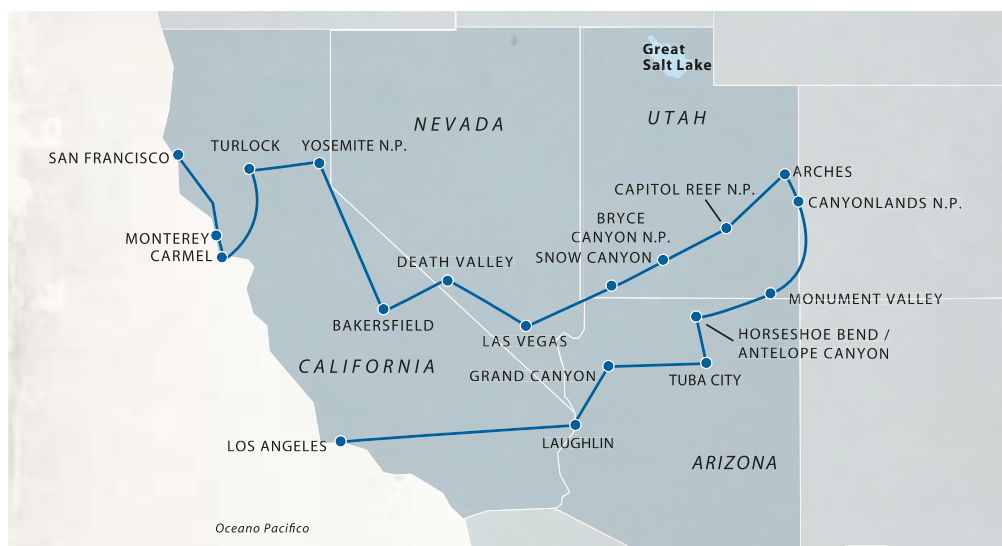 Great
Salt Lake
UTAH
NEVADA
TURLOCK
YOSEMITE N.P.
SAN FRANCISCO
ARCHES
CAPITOL REEF N.P.
CANYONLANDS N.P.
BRYCE
CANYON N.P.
MONTEREY
CARMEL
SNOW CANYON
DEATH VALLEY
MONUMENT VALLEY
BAKERSFIELD
HORSESHOE BEND /
ANTELOPE CANYON
LAS VEGAS
CALIFORNIA
GRAND CANYON
TUBA CITY
LOS ANGELES
LAUGHLIN
ARIZONA
Oceano Pacifico